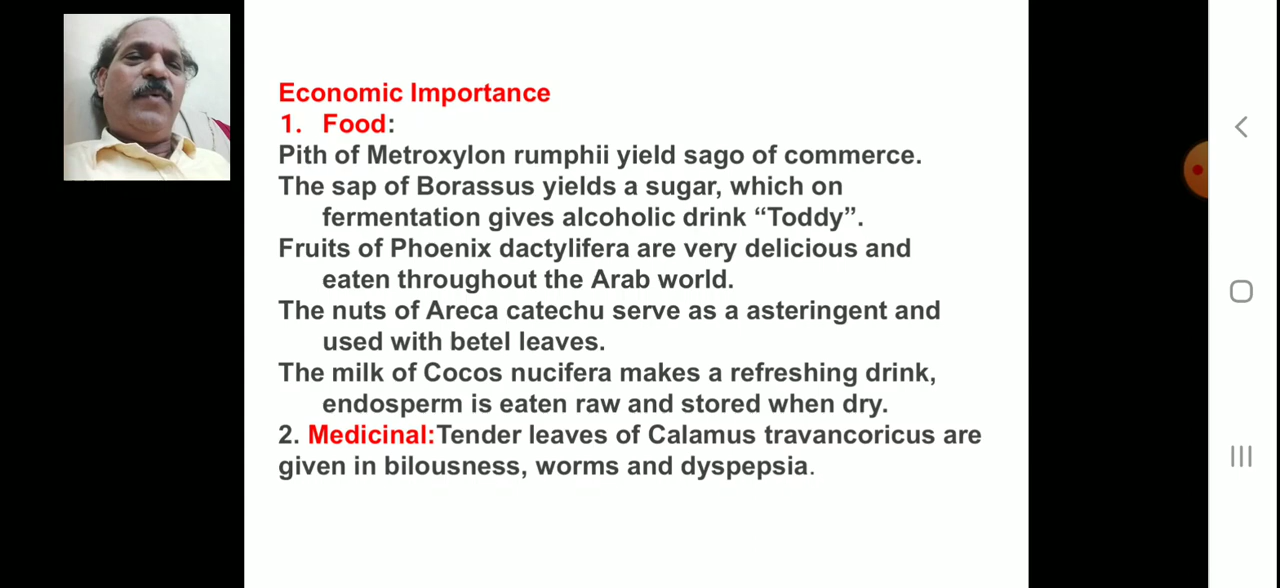 Economic Importance
1. Food:
Pith of Metroxylon rumphii yield sago of commerce.
The sap of Borassus yields a sugar, which on
fermentation gives alcoholic drink “Toddy”.
Fruits of Phoenix dactylifera are very delicious and
eaten throughout the Arab world.
The nuts of Areca catechu serve as a asteringent and
used with betel leaves.
The milk of Cocos nucifera makes a refreshing drink,
endosperm is eaten raw and stored when dry.
2. Medicinal:Tender leaves of Calamus travancoricus are
given in bilousness, worms and dyspepsia.